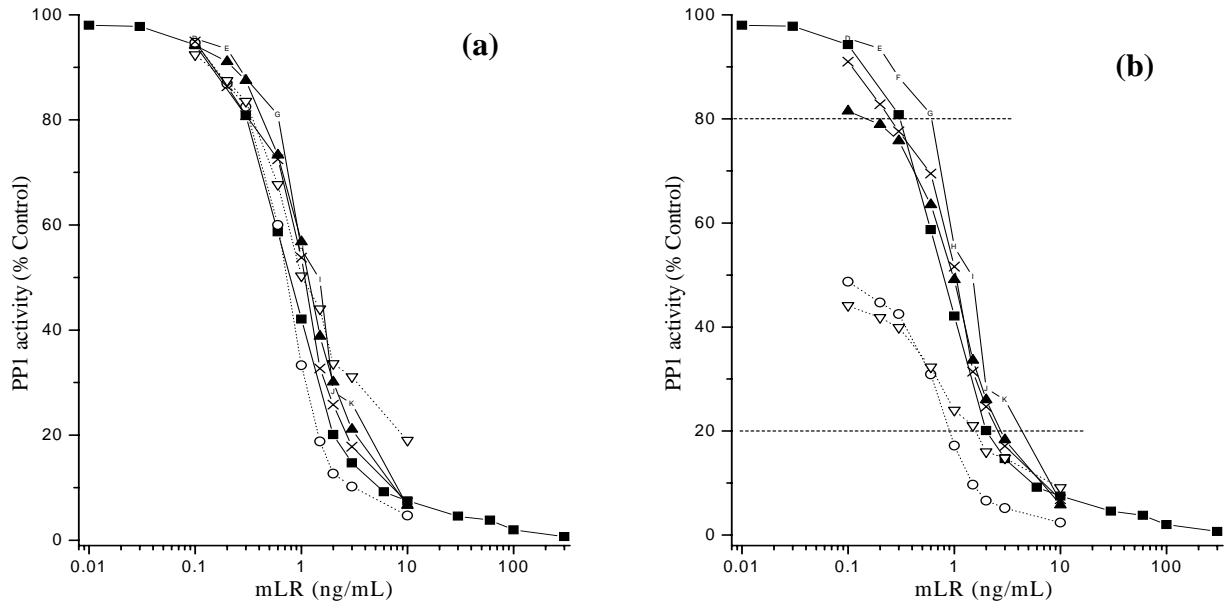 (a)
PP1 activity (% Control)
100
80
60
40
20
0
D
E
G
I
J
K
0.01
0.1
1
10
100
mLR (ng/mL)
(b)
PP1 activity (% Control)
100
80
60
40
20
0
D
E
F
G
H
I
J
K
0.01
0.1
1
10
100
mLR (ng/mL)